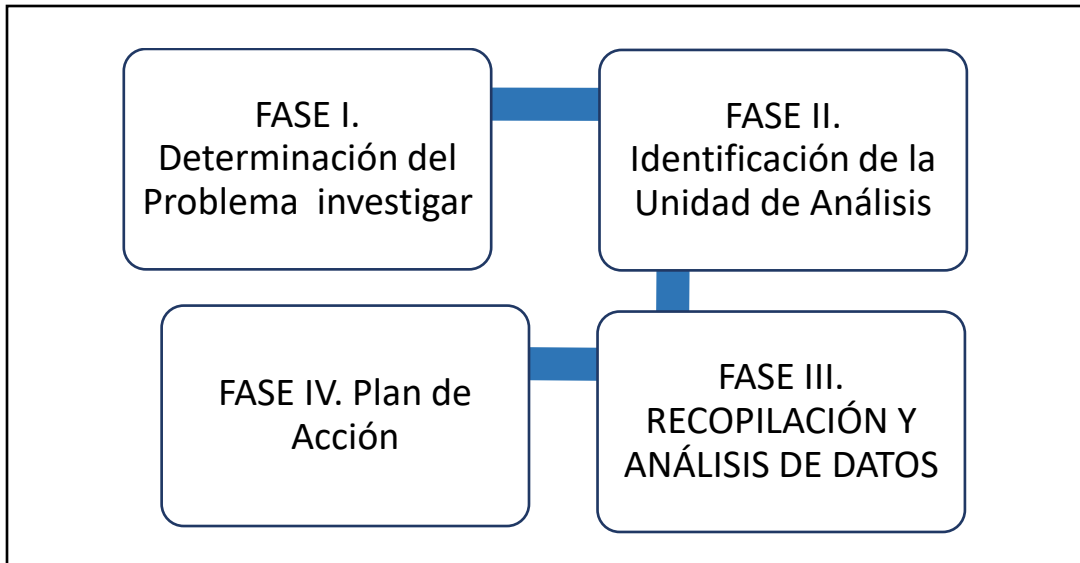 FASE I.
Determinación del
Problema  investigar
FASE II.
Identificación de la
Unidad de Análisis
FASE III.
RECOPILACIÓN Y
ANÁLISIS DE DATOS
FASE IV. Plan de
Acción